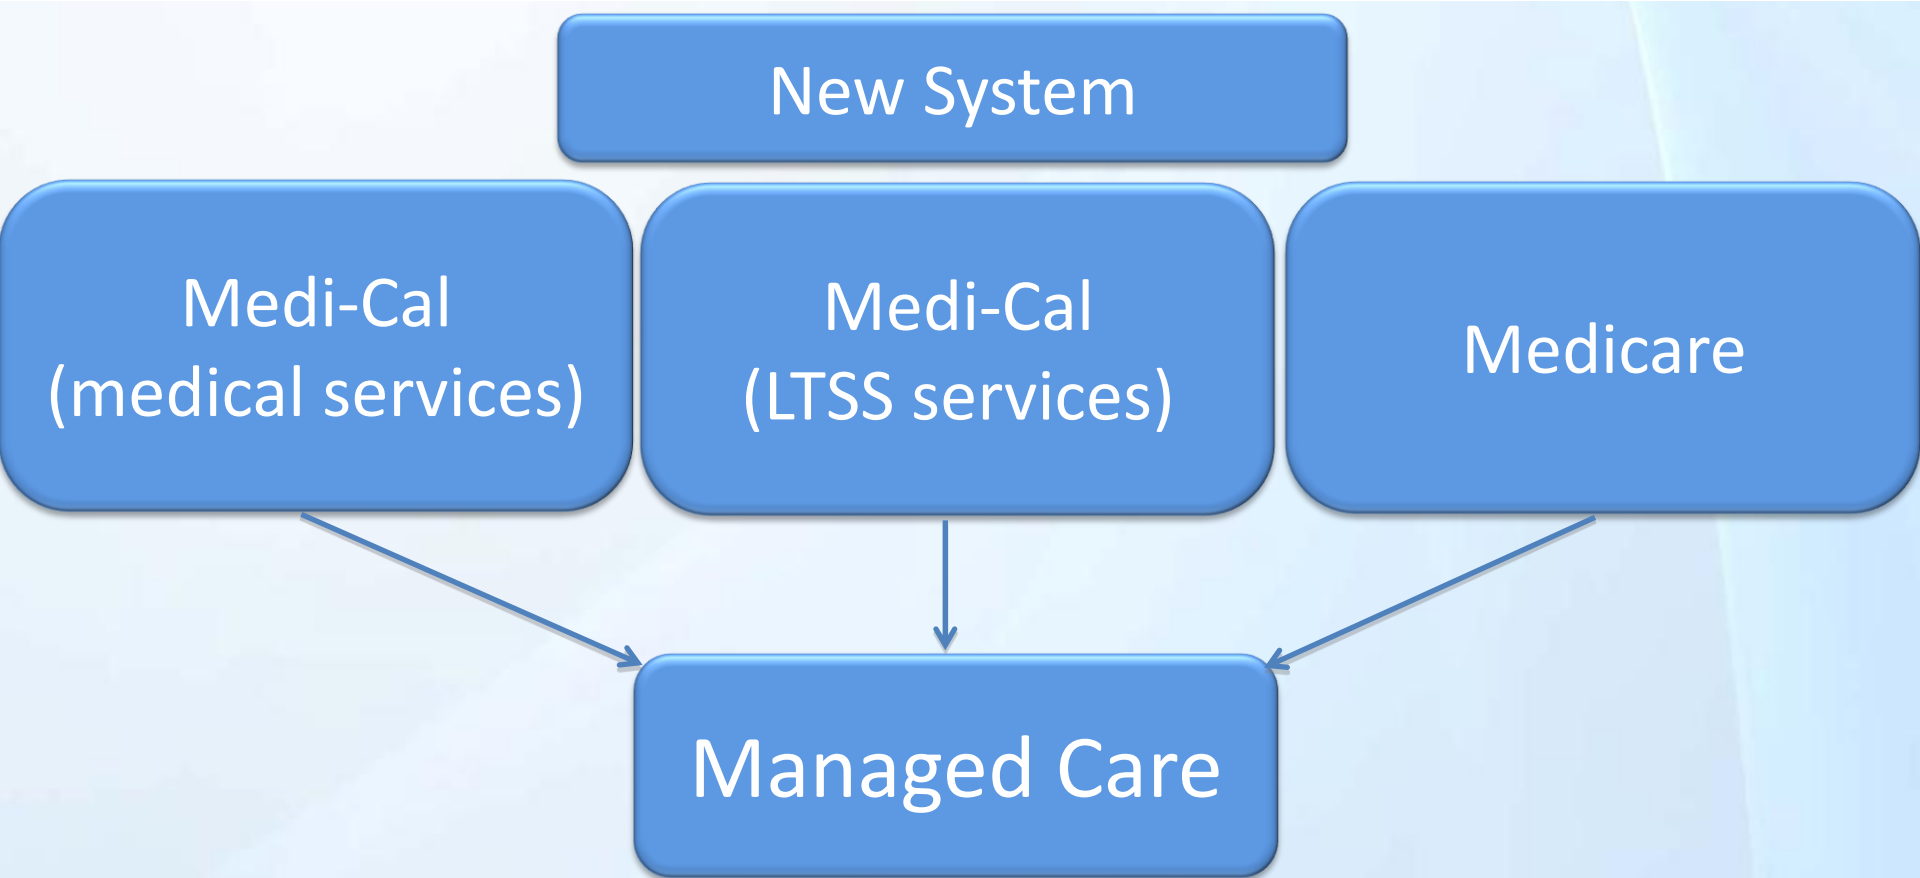 New System
Medi-Cal
(medical services)
Medi-Cal
(LTSS services)
Medicare
Managed Care